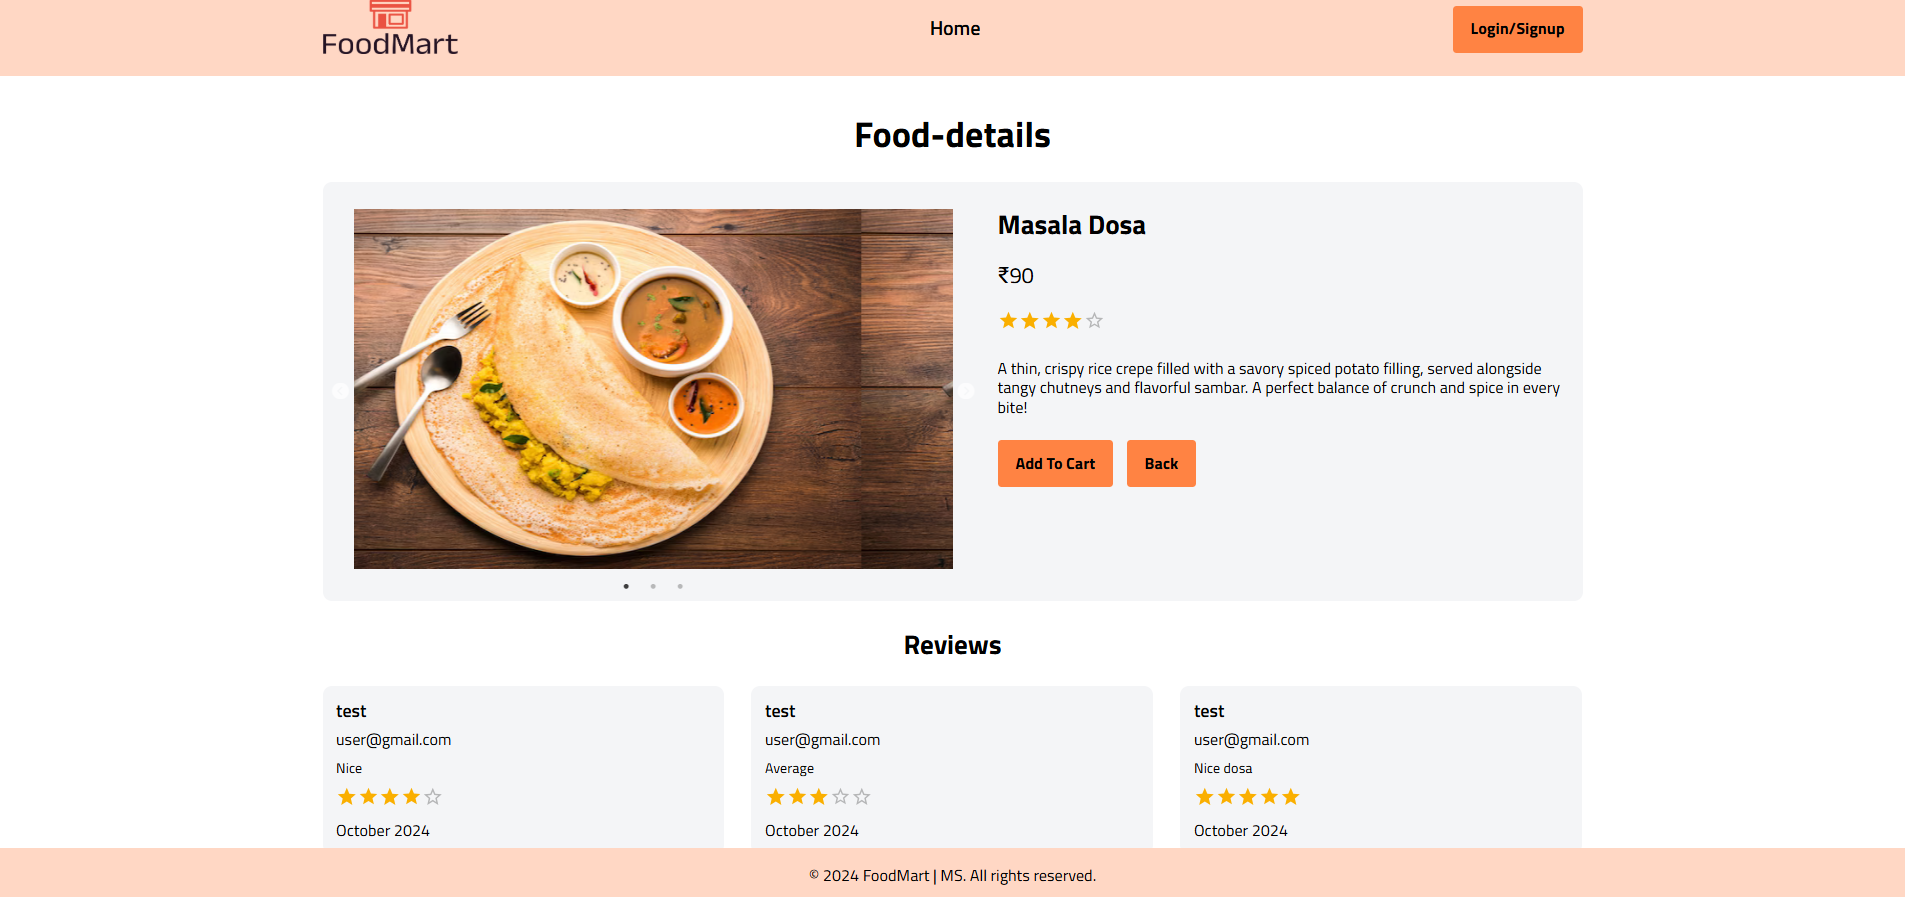 FoodMart
Home
Login/Signup
Food-details
Masala Dosa
₹90
A thin, crispy rice crepe filled with a savory spiced potato filling, served alongside
tangy chutneys and flavorful sambar. A perfect balance of crunch and spice in every
bite!
Add To Cart
Back
Reviews
test
user@gmail.com
Nice
October 2024
test
user@gmail.com
Average
October 2024
test
user@gmail.com
Nice dosa
October 2024
© 2024 FoodMart | MS. All rights reserved.